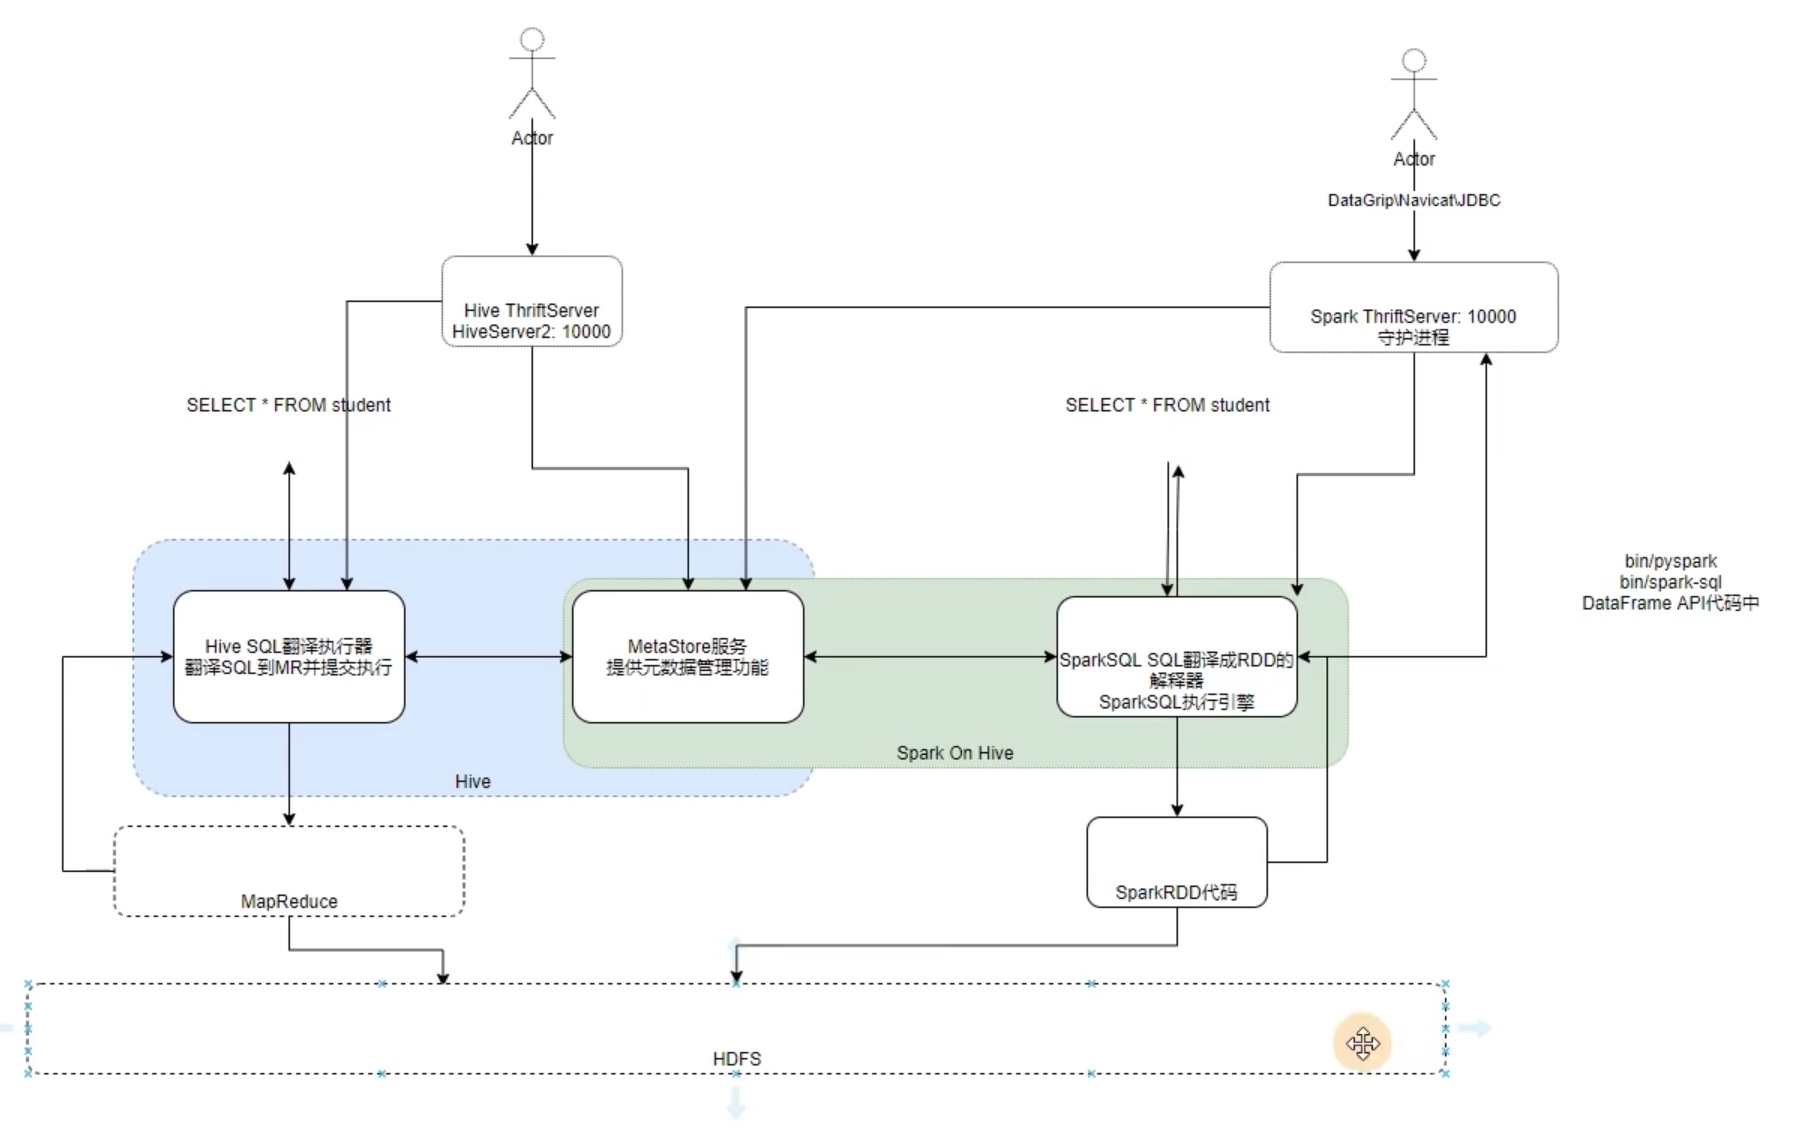 Actor
Actor
DataGrip\Navicat\JDBC
Hive ThriftServer
HiveServer2: 10000
Spark ThriftServer: 10000
守护进程
SELECT * FROM student
SELECT * FROM student
bin/pyspark
bin/spark-sql
DataFrame API代码中
Hive SQL翻译执行器
翻译SQL到MR并提交执行
MetaStore服务
提供元数据管理功能
SparkSQL SQL翻译成RDD的
解释器
SparkSQL执行引擎
Spark On Hive
Hive
MapReduce
SparkRDD代码
HDFS